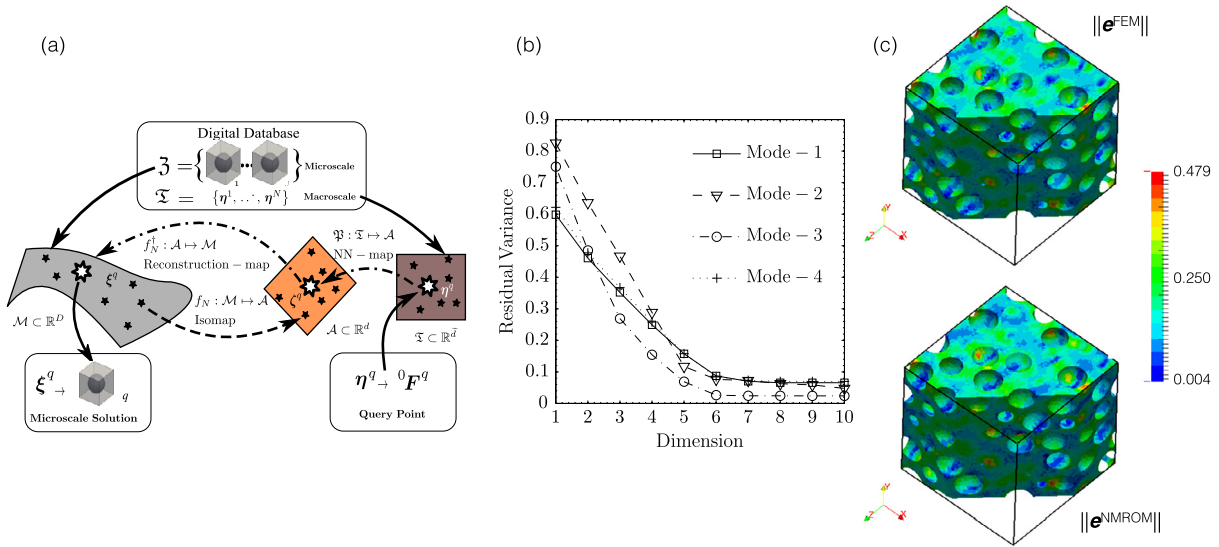 (a)
Digital Database
ℨ = { ••• } Microscale
1
𝔗 = {η¹, ..., η^N} Macroscale
f_N^† : 𝒜 ↦ ℳ
Reconstruction − map
𝔓 : 𝔗 ↦ 𝒜
NN − map
ξ^q
ζ^q
η^q
f_N : ℳ ↦ 𝒜
Isomap
ℳ ⊂ ℝ^D
𝒜 ⊂ ℝ^d
𝔗 ⊂ ℝ^d̃
ξ^q → q
Microscale Solution
η^q → ⁰F^q
Query Point
(b)
Residual Variance
0.9
0.8
0.7
0.6
0.5
0.4
0.3
0.2
0.1
0
1 2 3 4 5 6 7 8 9 10
Dimension
Mode − 1
Mode − 2
Mode − 3
Mode − 4
(c)
||e^FEM||
Y
Z X
0.479
0.250
0.004
Y
Z X
||e^NMROM||